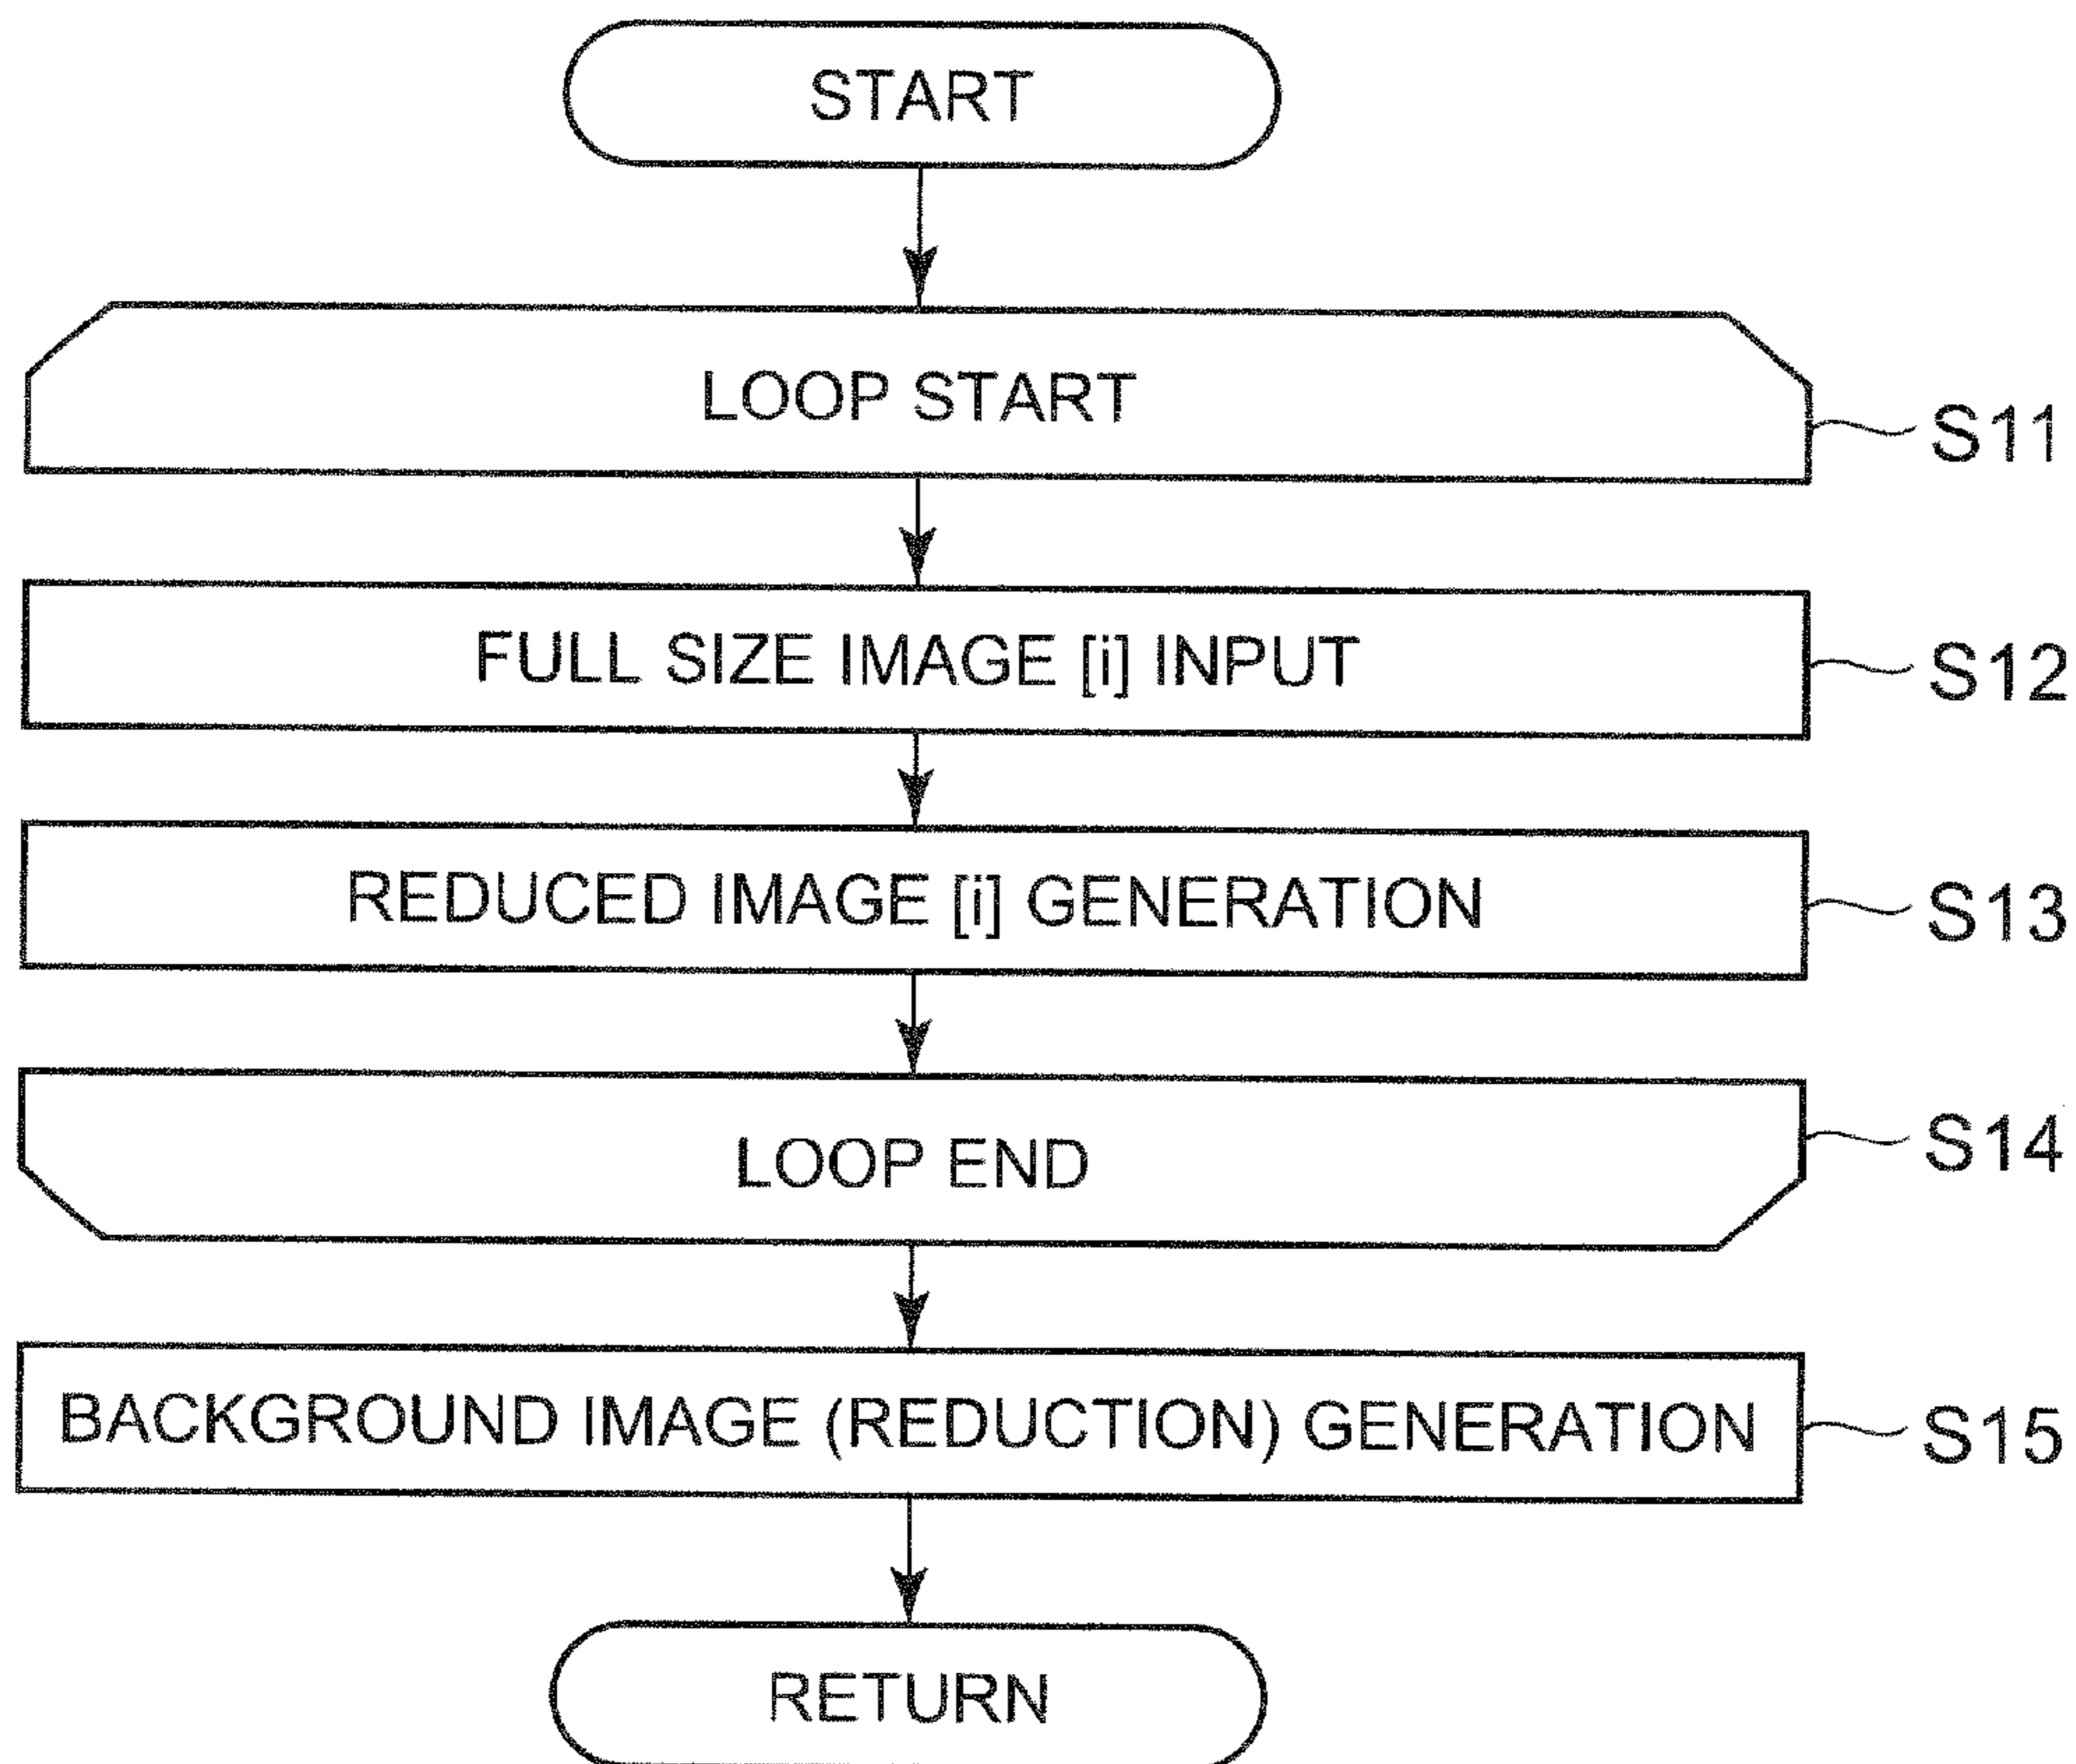 START
LOOP START
S11
FULL SIZE IMAGE [i] INPUT
S12
REDUCED IMAGE [i] GENERATION
S13
LOOP END
S14
BACKGROUND IMAGE (REDUCTION) GENERATION
S15
RETURN